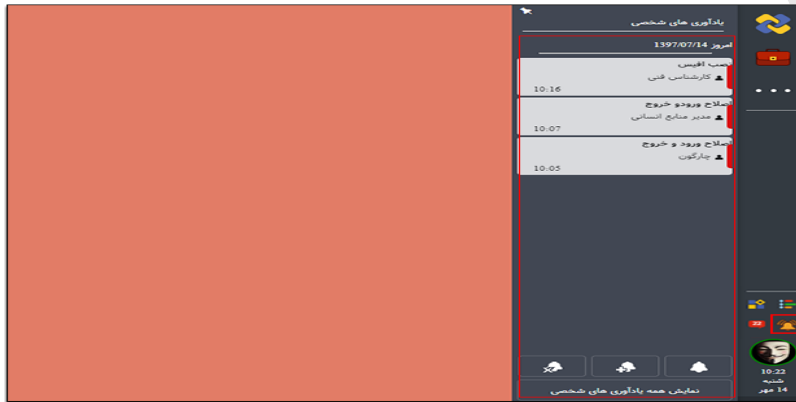 یادآوری های شخصی
امروز 1397/07/14
نصب افیس
کارشناسی فنی
10:16
اصلاح ورودو خروج
مدیر منابع انسانی
10:07
اصلاح ورود و خروج
چارگون
10:05
نمایش همه یادآوری های شخصی
22
10:22
شنبه
14 مهر